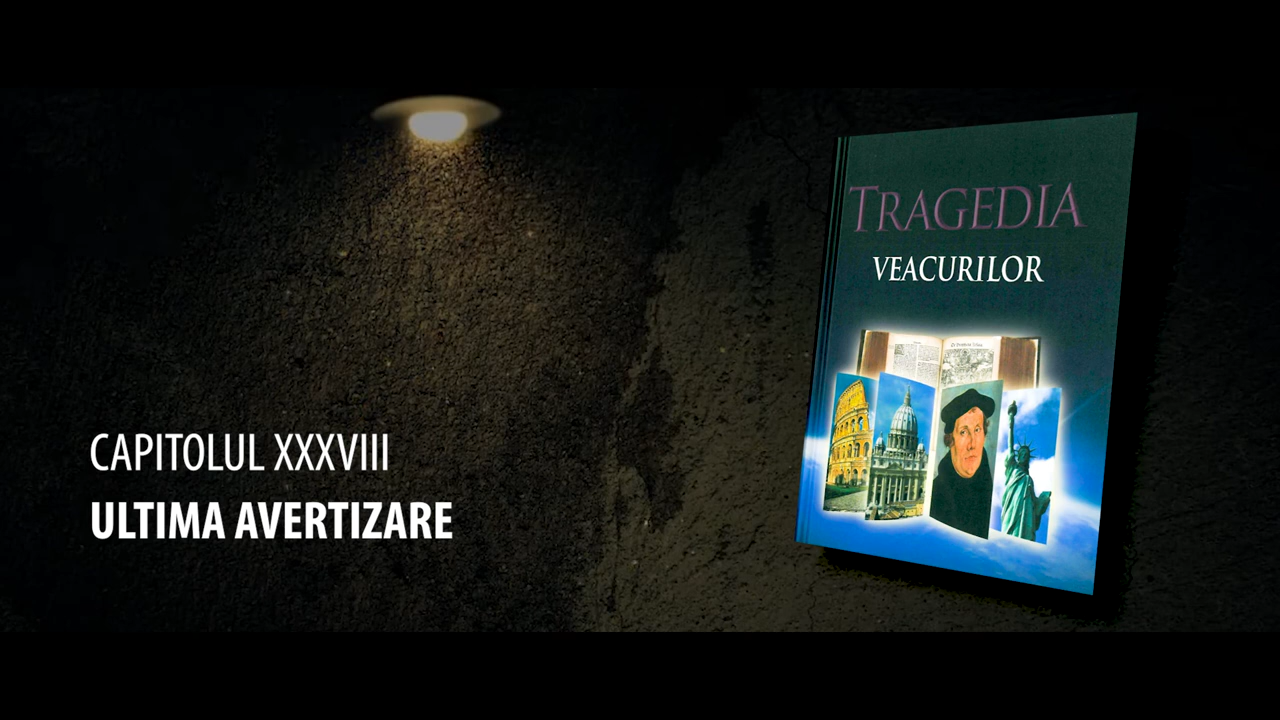 CAPITOLUL XXXVIII
ULTIMA AVERTIZARE
TRAGEDIA
VEACURILOR